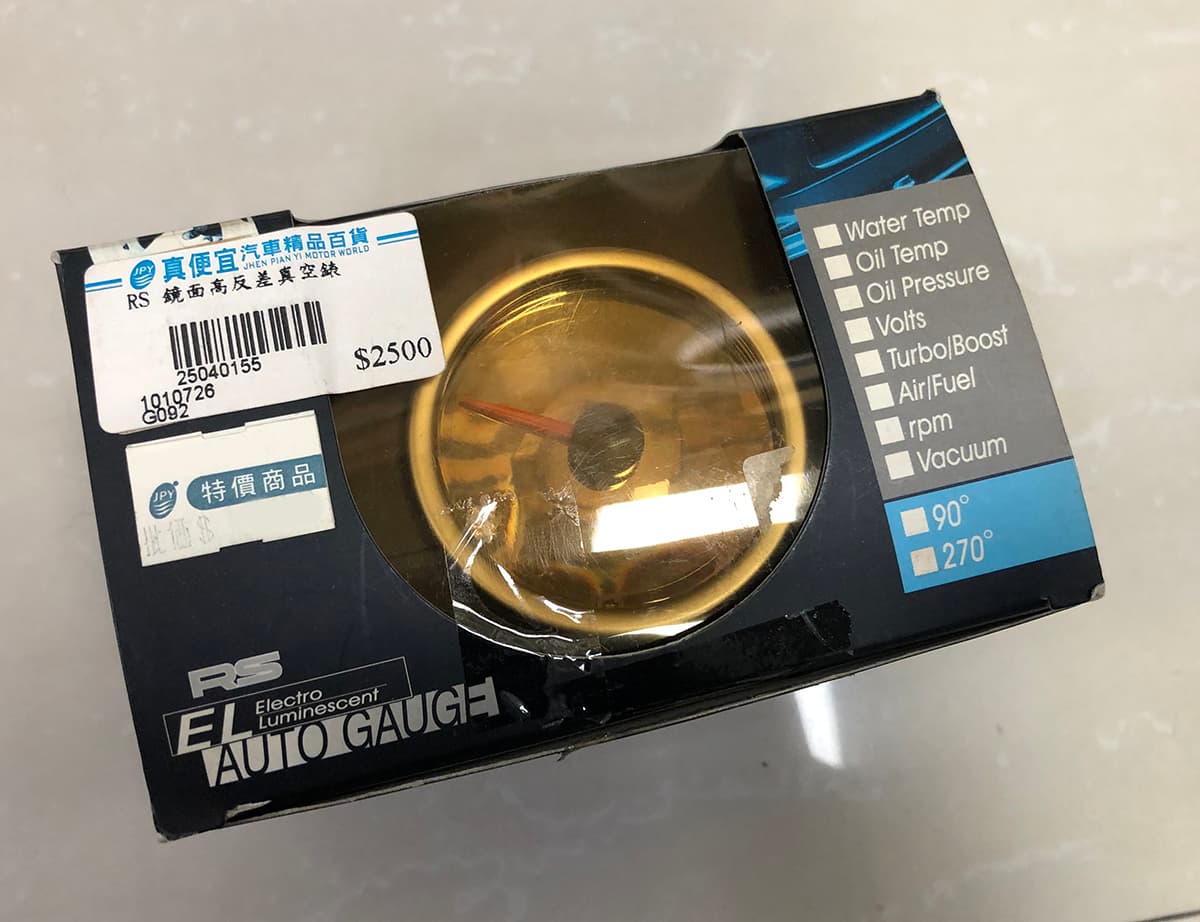 JPY 真便宜 汽車精品百貨
JHEN PIAN YI MOTOR WORLD
RS 鏡面高反差真空錶
25040155
$2500
1010726
G092
JPY 特價商品
批價 $
RS
EL Electro
Luminescent
AUTO GAUGE
Water Temp
Oil Temp
Oil Pressure
Volts
Turbo/Boost
Air/Fuel
rpm
Vacuum
90°
270°